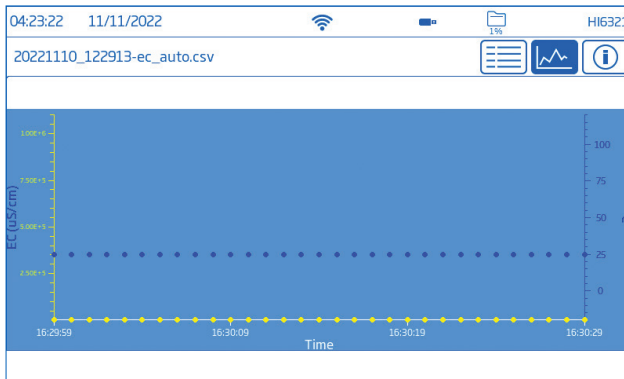 04:23:22 11/11/2022 1% HI6321
20221110_122913-ec_auto.csv
EC (uS/cm)
1.00E+6
7.50E+5
5.00E+5
2.50E+5
100
75
50
25
0
16:29:59 16:30:09 16:30:19 16:30:29
Time